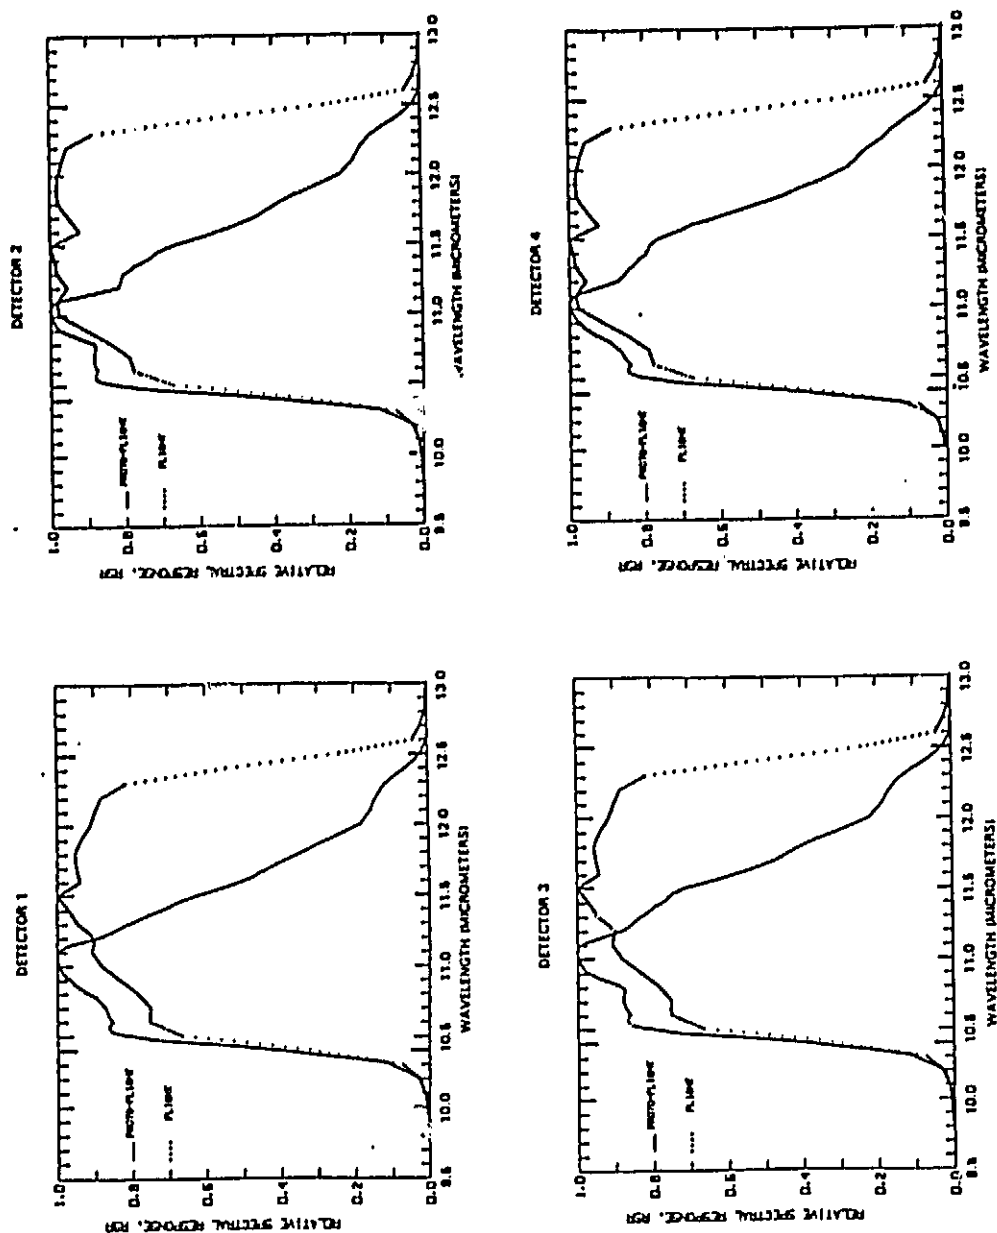 DETECTOR 1
RELATIVE SPECTRAL RESPONSE, RSR
1.0
0.8
0.6
0.4
0.2
0.0
PROTO-FLIGHT
FLIGHT
9.5
10.0
10.5
11.0
11.5
12.0
12.5
13.0
WAVELENGTH (MICROMETERS)
DETECTOR 2
RELATIVE SPECTRAL RESPONSE, RSR
1.0
0.8
0.6
0.4
0.2
0.0
PROTO-FLIGHT
FLIGHT
9.5
10.0
10.5
11.0
11.5
12.0
12.5
13.0
WAVELENGTH (MICROMETERS)
DETECTOR 3
RELATIVE SPECTRAL RESPONSE, RSR
1.0
0.8
0.6
0.4
0.2
0.0
PROTO-FLIGHT
FLIGHT
9.5
10.0
10.5
11.0
11.5
12.0
12.5
13.0
WAVELENGTH (MICROMETERS)
DETECTOR 4
RELATIVE SPECTRAL RESPONSE, RSR
1.0
0.8
0.6
0.4
0.2
0.0
PROTO-FLIGHT
FLIGHT
9.5
10.0
10.5
11.0
11.5
12.0
12.5
13.0
WAVELENGTH (MICROMETERS)